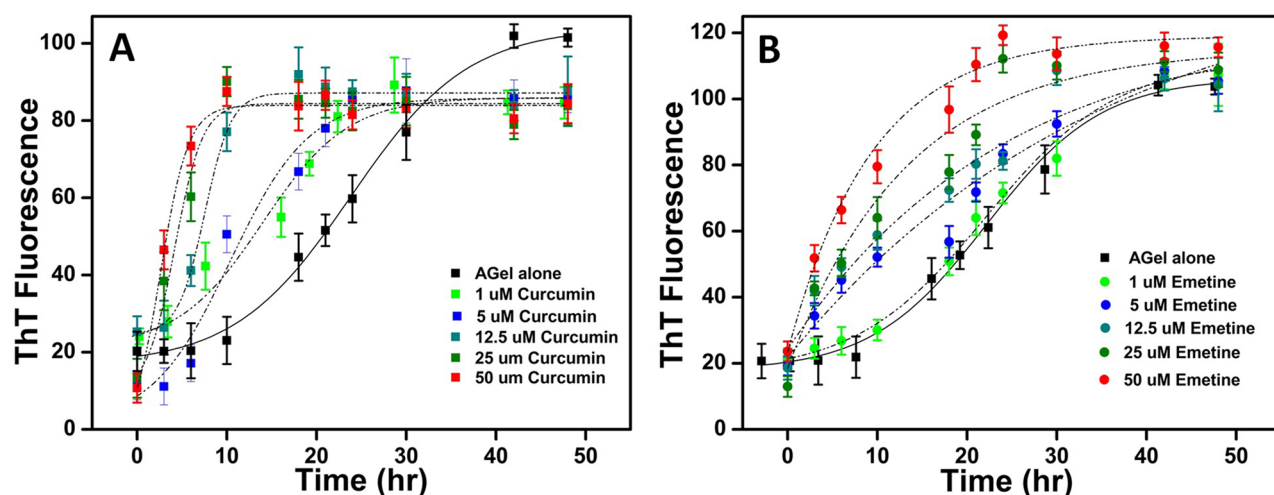 A
ThT Fluorescence
100
80
60
40
20
0
AGel alone
1 uM Curcumin
5 uM Curcumin
12.5 uM Curcumin
25 um Curcumin
50 um Curcumin
0 10 20 30 40 50
Time (hr)
B
ThT Fluorescence
120
100
80
60
40
20
0
AGel alone
1 uM Emetine
5 uM Emetine
12.5 uM Emetine
25 uM Emetine
50 uM Emetine
0 10 20 30 40 50
Time (hr)